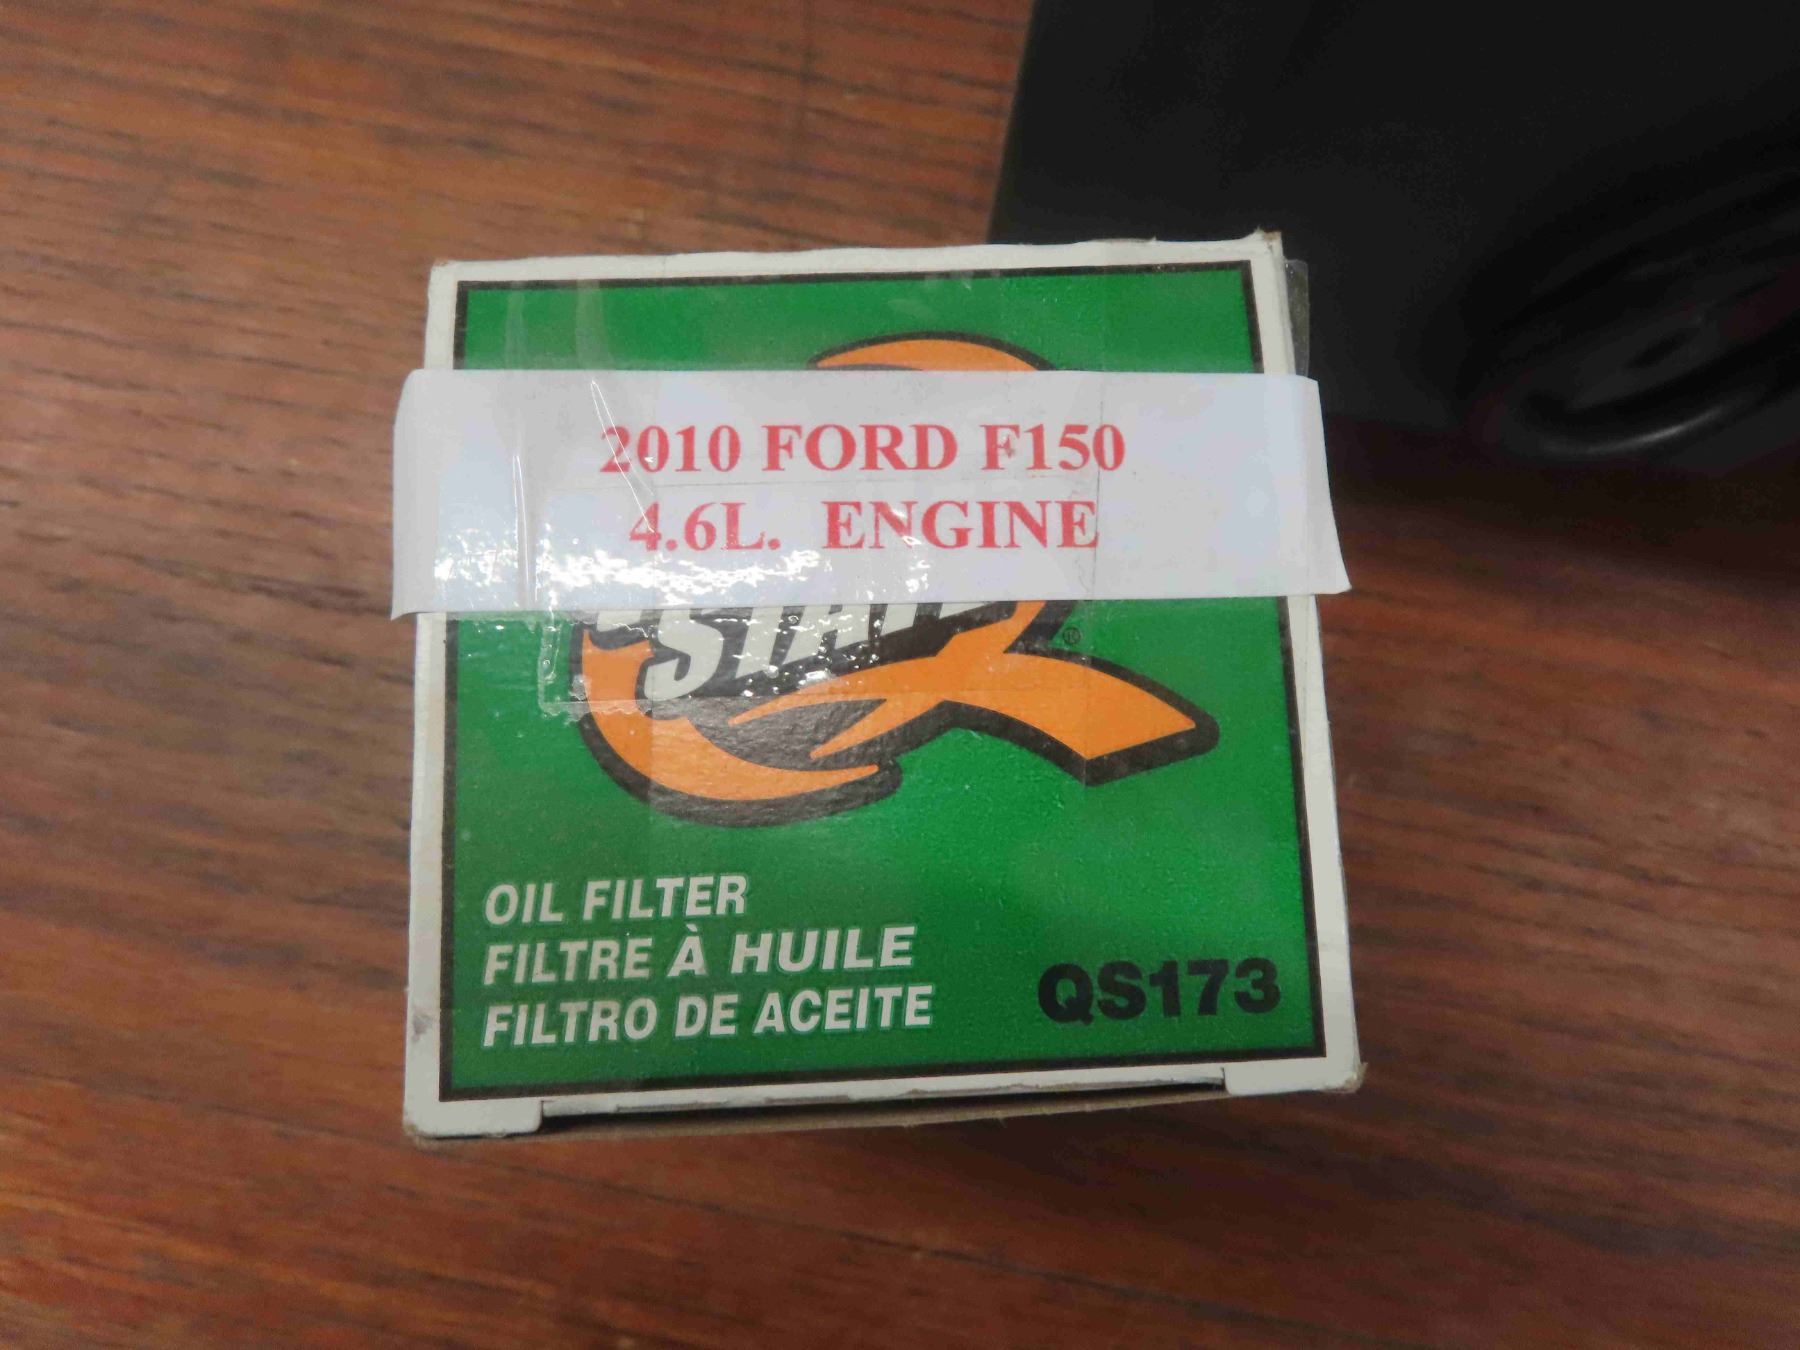 2010 FORD F150
4.6L. ENGINE
OIL FILTER
FILTRE À HUILE
FILTRO DE ACEITE
QS173